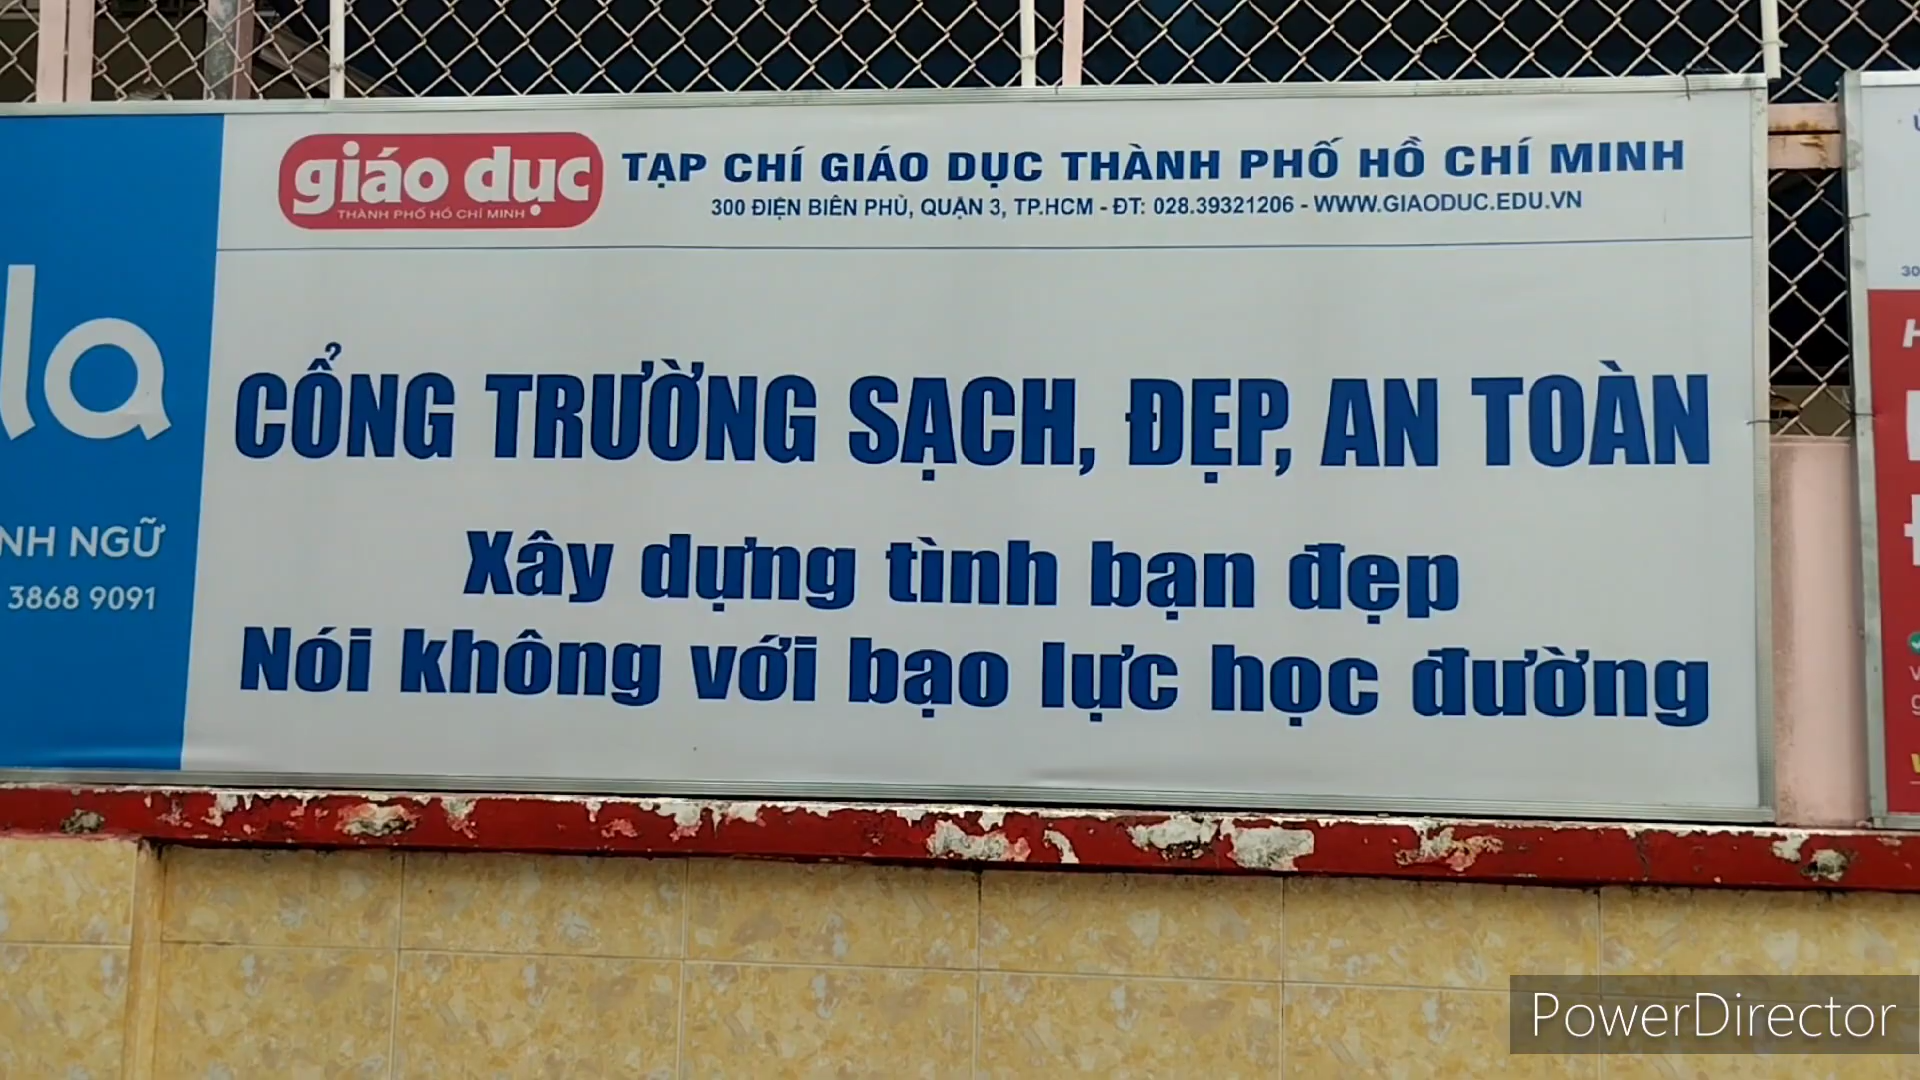 giáo dục
THÀNH PHỐ HỒ CHÍ MINH
TẠP CHÍ GIÁO DỤC THÀNH PHỐ HỒ CHÍ MINH
300 ĐIỆN BIÊN PHỦ, QUẬN 3, TP.HCM - ĐT: 028.39321206 - WWW.GIAODUC.EDU.VN
CỔNG TRƯỜNG SẠCH, ĐẸP, AN TOÀN
Xây dựng tình bạn đẹp
Nói không với bạo lực học đường
la
NH NGỮ
3868 9091
PowerDirector